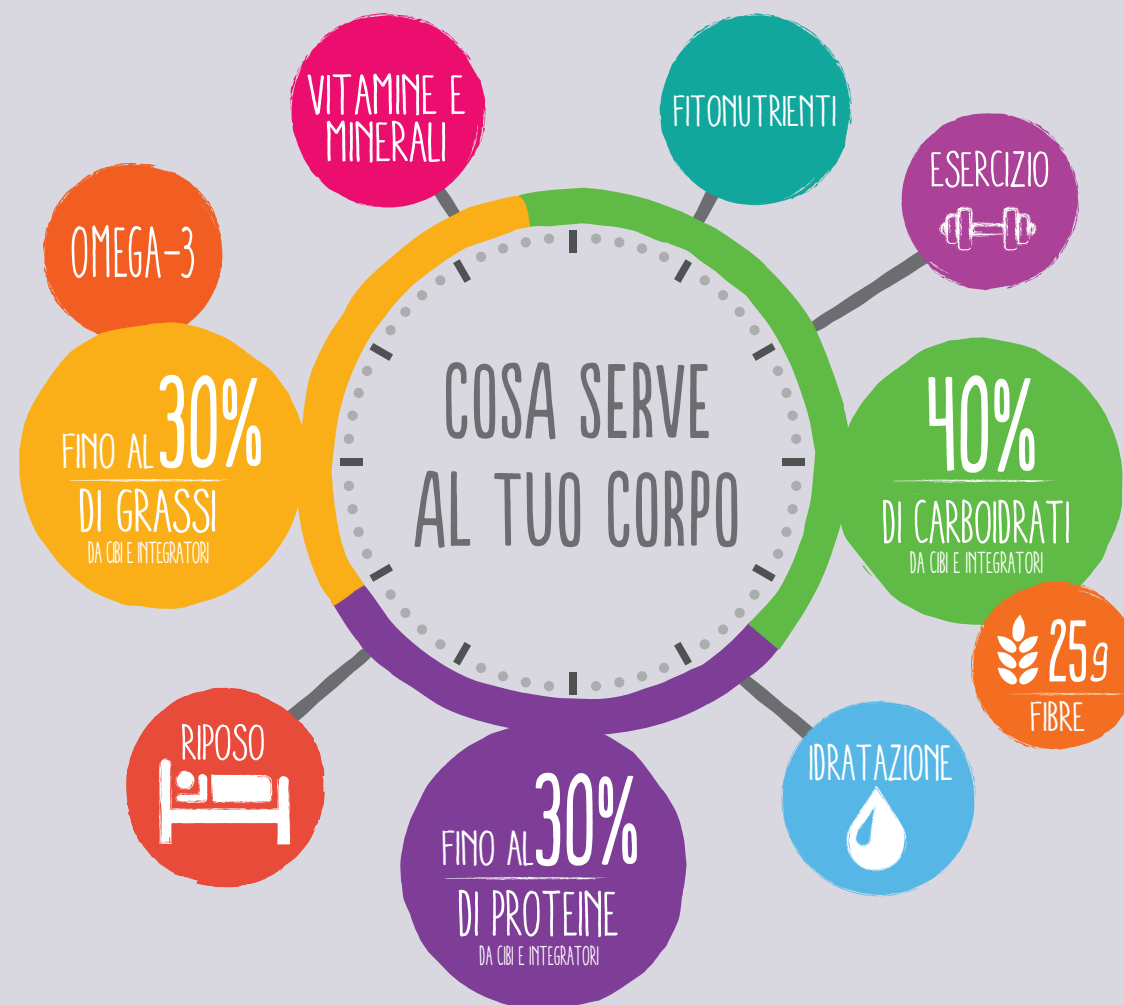 VITAMINE E
MINERALI
FITONUTRIENTI
ESERCIZIO
OMEGA-3
FINO AL 30%
DI GRASSI
DA CIBI E INTEGRATORI
COSA SERVE
AL TUO CORPO
40%
DI CARBOIDRATI
DA CIBI E INTEGRATORI
25g
FIBRE
RIPOSO
IDRATAZIONE
FINO AL 30%
DI PROTEINE
DA CIBI E INTEGRATORI